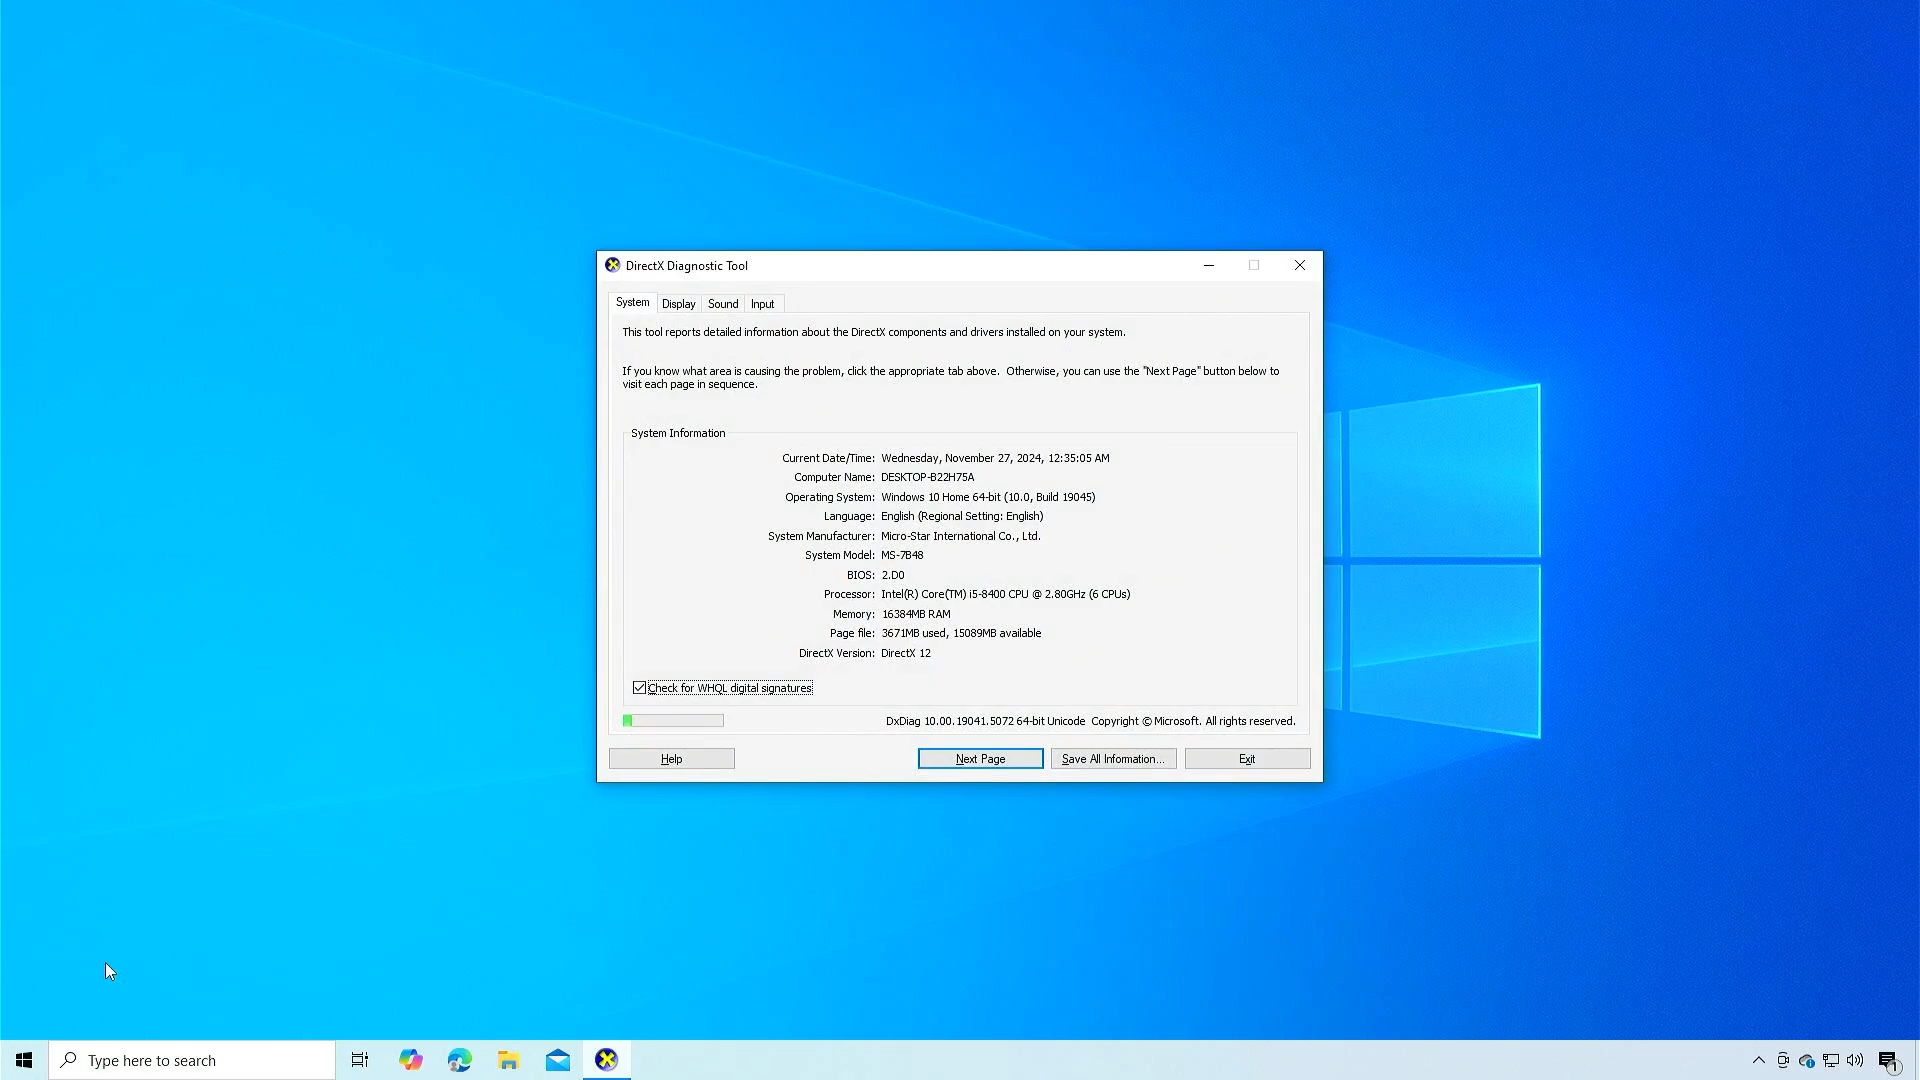 DirectX Diagnostic Tool
System Display Sound Input
This tool reports detailed information about the DirectX components and drivers installed on your system.
If you know what area is causing the problem, click the appropriate tab above. Otherwise, you can use the "Next Page" button below to
visit each page in sequence.
System Information
Current Date/Time: Wednesday, November 27, 2024, 12:35:05 AM
Computer Name: DESKTOP-B22H75A
Operating System: Windows 10 Home 64-bit (10.0, Build 19045)
Language: English (Regional Setting: English)
System Manufacturer: Micro-Star International Co., Ltd.
System Model: MS-7B48
BIOS: 2.D0
Processor: Intel(R) Core(TM) i5-8400 CPU @ 2.80GHz (6 CPUs)
Memory: 16384MB RAM
Page file: 3671MB used, 15089MB available
DirectX Version: DirectX 12
Check for WHQL digital signatures
DxDiag 10.00.19041.5072 64-bit Unicode Copyright © Microsoft. All rights reserved.
Help Next Page Save All Information... Exit
Type here to search
1